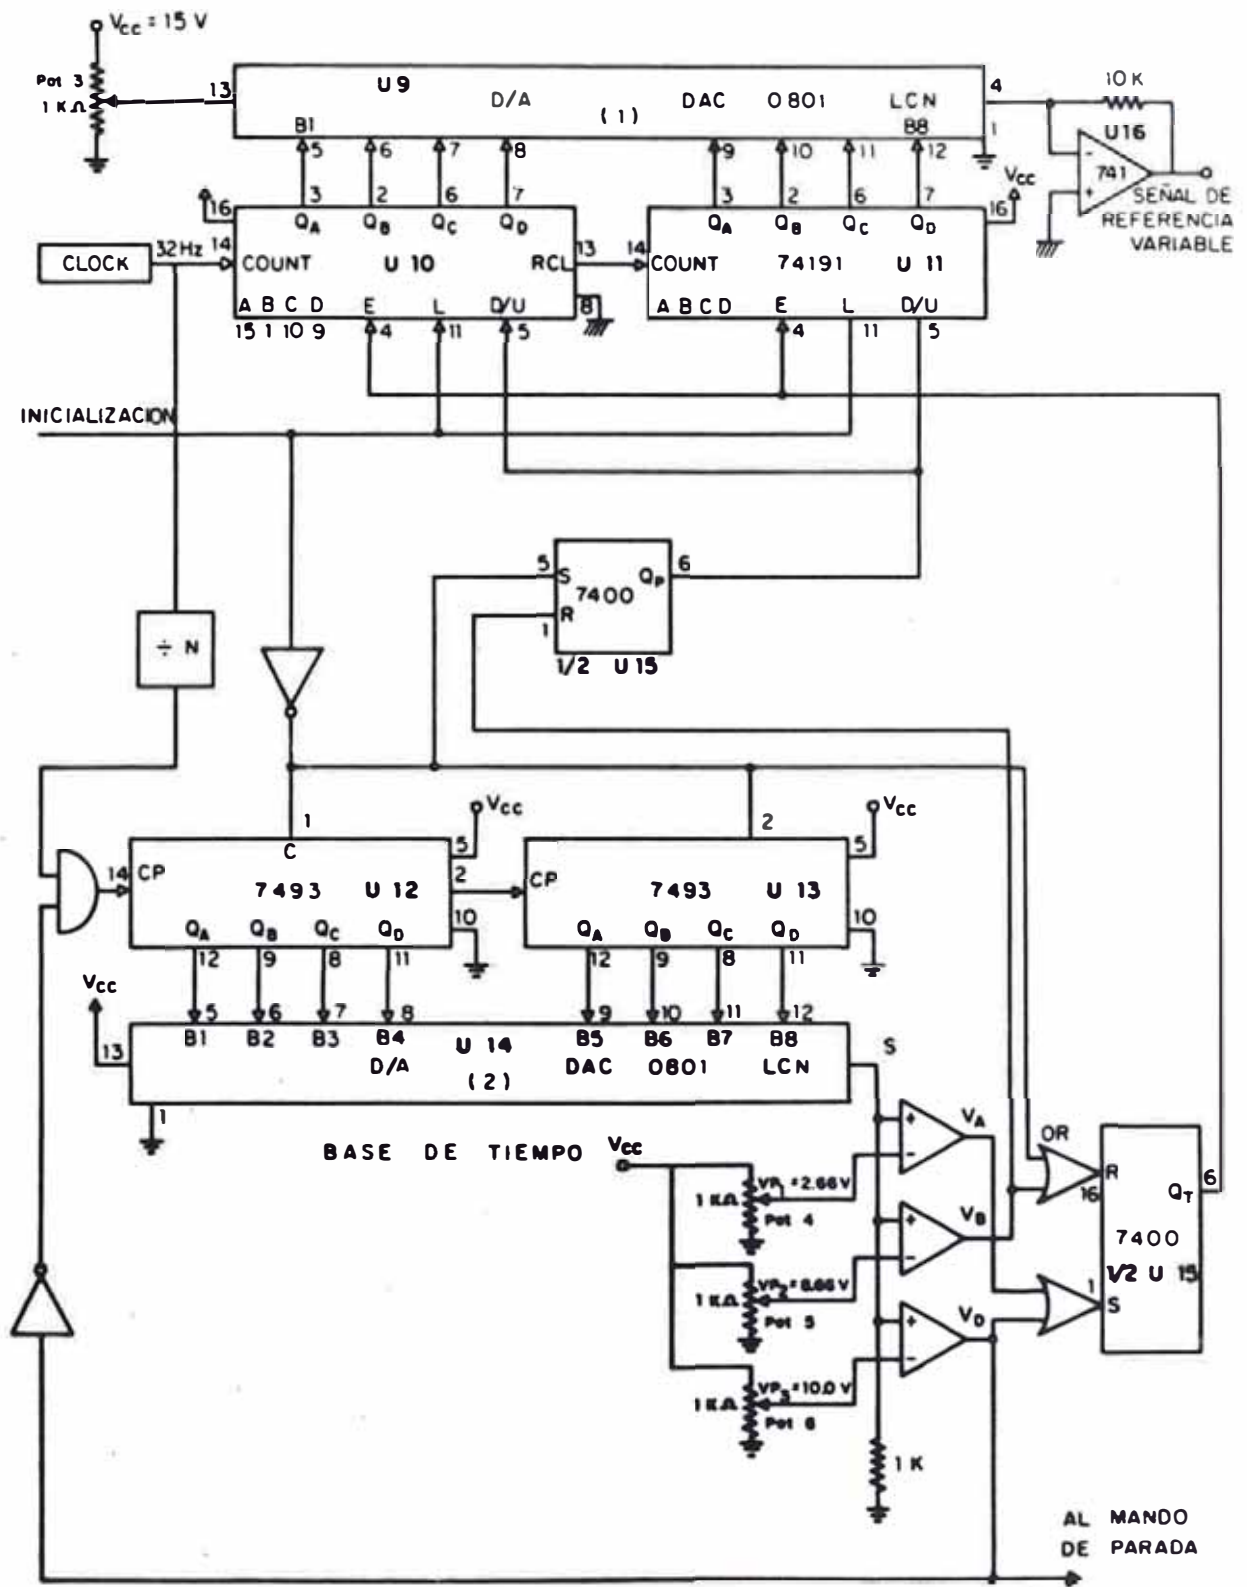 VCC = 15 V
Pot 3
1 KΩ
13
U9
D/A
(1)
DAC 0801 LCN
B1
B8
4
1
10 K
U16
741
-
+
SEÑAL DE
REFERENCIA
VARIABLE
5 6 7 8
9 10 11 12
3 2 6 7
3 2 6 7
16
QA QB QC QD
QA QB QC QD
16
VCC
CLOCK
32Hz
14
COUNT U 10 RCL
13
14
COUNT 74191 U 11
A B C D E L D/U
8
A B C D E L D/U
15 1 10 9
4 11 5
4 11 5
INICIALIZACION
5
S QP
6
7400
R
1
1/2 U15
÷ N
1
2
VCC
VCC
C
5
5
14
CP
7493 U 12
2
CP
7493 U 13
10
10
QA QB QC QD
QA QB QC QD
12 9 8 11
12 9 8 11
VCC
5 6 7 8
9 10 11 12
B1 B2 B3 B4
B5 B6 B7 B8
13
U 14
D/A
(2)
DAC 0801 LCN
S
1
BASE DE TIEMPO
VCC
+
-
VA
OR
R
16
QT
6
1 KΩ
VP1 = 2.66 V
Pot 4
+
-
VB
7400
1/2 U 15
1
S
1 KΩ
VP2 = 8.66 V
Pot 5
+
-
VD
1 KΩ
VP3 = 10.0 V
Pot 6
1 K
AL MANDO
DE PARADA